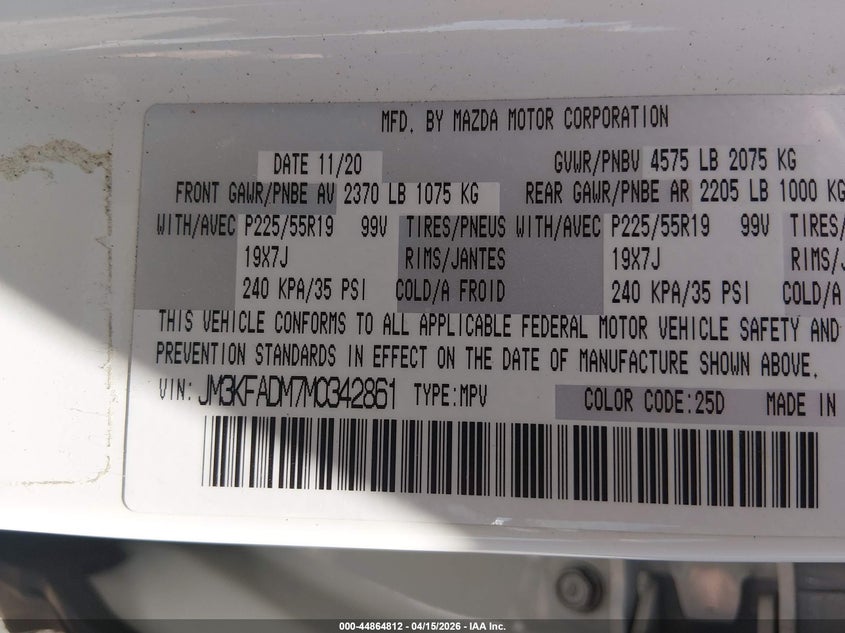 MFD. BY MAZDA MOTOR CORPORATION
DATE 11/20 GVWR/PNBV 4575 LB 2075 KG
FRONT GAWR/PNBE AV 2370 LB 1075 KG REAR GAWR/PNBE AR 2205 LB 1000 KG
WITH/AVEC P225/55R19 99V TIRES/PNEUS WITH/AVEC P225/55R19 99V TIRES/
19X7J RIMS/JANTES 19X7J RIMS/J
240 KPA/35 PSI COLD/A FROID 240 KPA/35 PSI COLD/A
THIS VEHICLE CONFORMS TO ALL APPLICABLE FEDERAL MOTOR VEHICLE SAFETY AND
PREVENTION STANDARDS IN EFFECT ON THE DATE OF MANUFACTURE SHOWN ABOVE.
VIN: JM3KFADM7M0342861 TYPE:MPV COLOR CODE:25D MADE IN
000-44864812 - 04/15/2026 - IAA Inc.